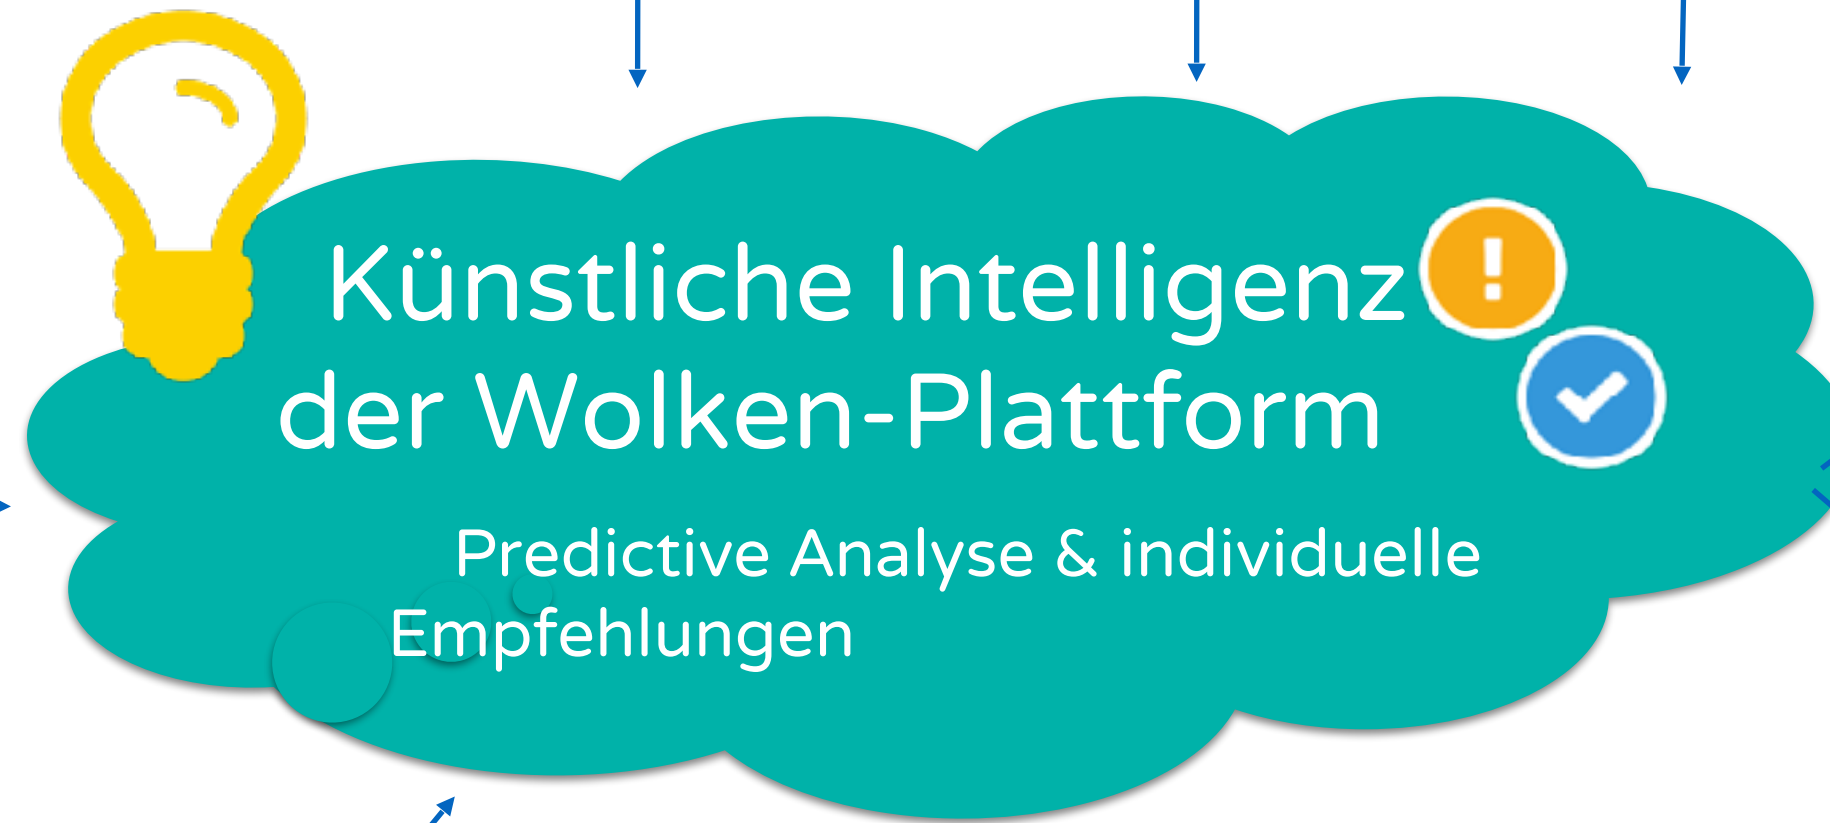 Künstliche Intelligenz
der Wolken-Plattform
Predictive Analyse & individuelle
Empfehlungen